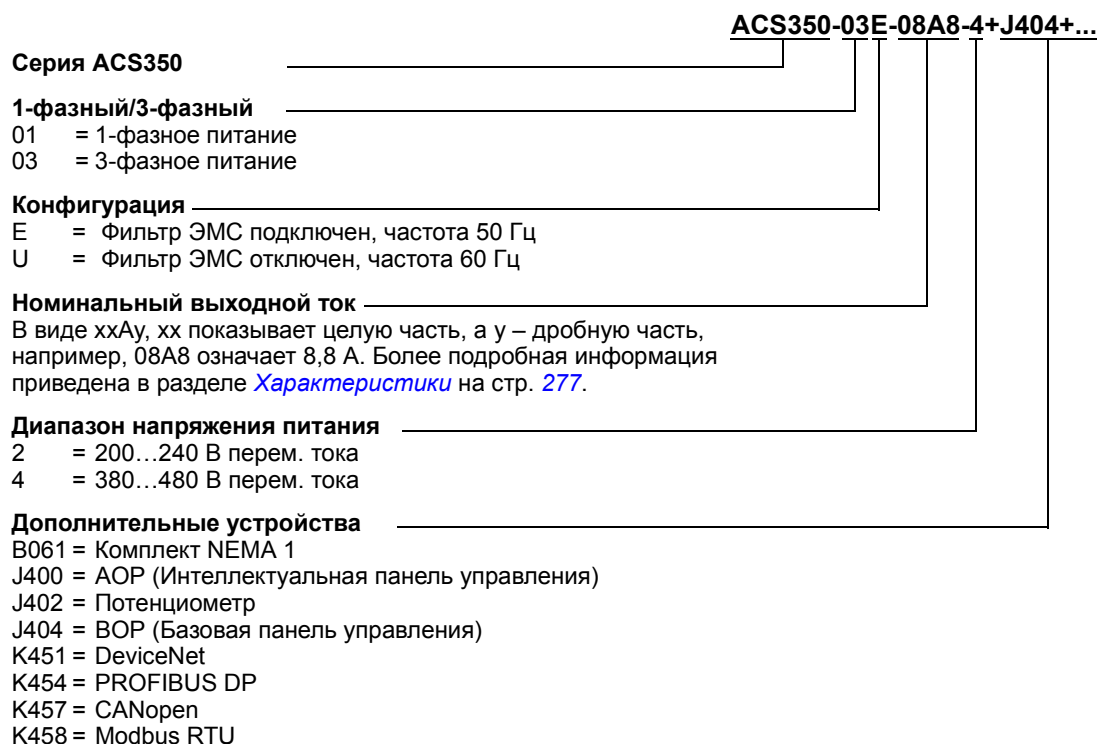 ACS350-03E-08A8-4+J404+...
Серия ACS350
1-фазный/3-фазный
01 = 1-фазное питание
03 = 3-фазное питание
Конфигурация
E = Фильтр ЭМС подключен, частота 50 Гц
U = Фильтр ЭМС отключен, частота 60 Гц
Номинальный выходной ток
В виде xxAy, xx показывает целую часть, а y – дробную часть,
например, 08A8 означает 8,8 А. Более подробная информация
приведена в разделе Характеристики на стр. 277.
Диапазон напряжения питания
2 = 200…240 В перем. тока
4 = 380…480 В перем. тока
Дополнительные устройства
B061 = Комплект NEMA 1
J400 = AOP (Интеллектуальная панель управления)
J402 = Потенциометр
J404 = BOP (Базовая панель управления)
K451 = DeviceNet
K454 = PROFIBUS DP
K457 = CANopen
K458 = Modbus RTU